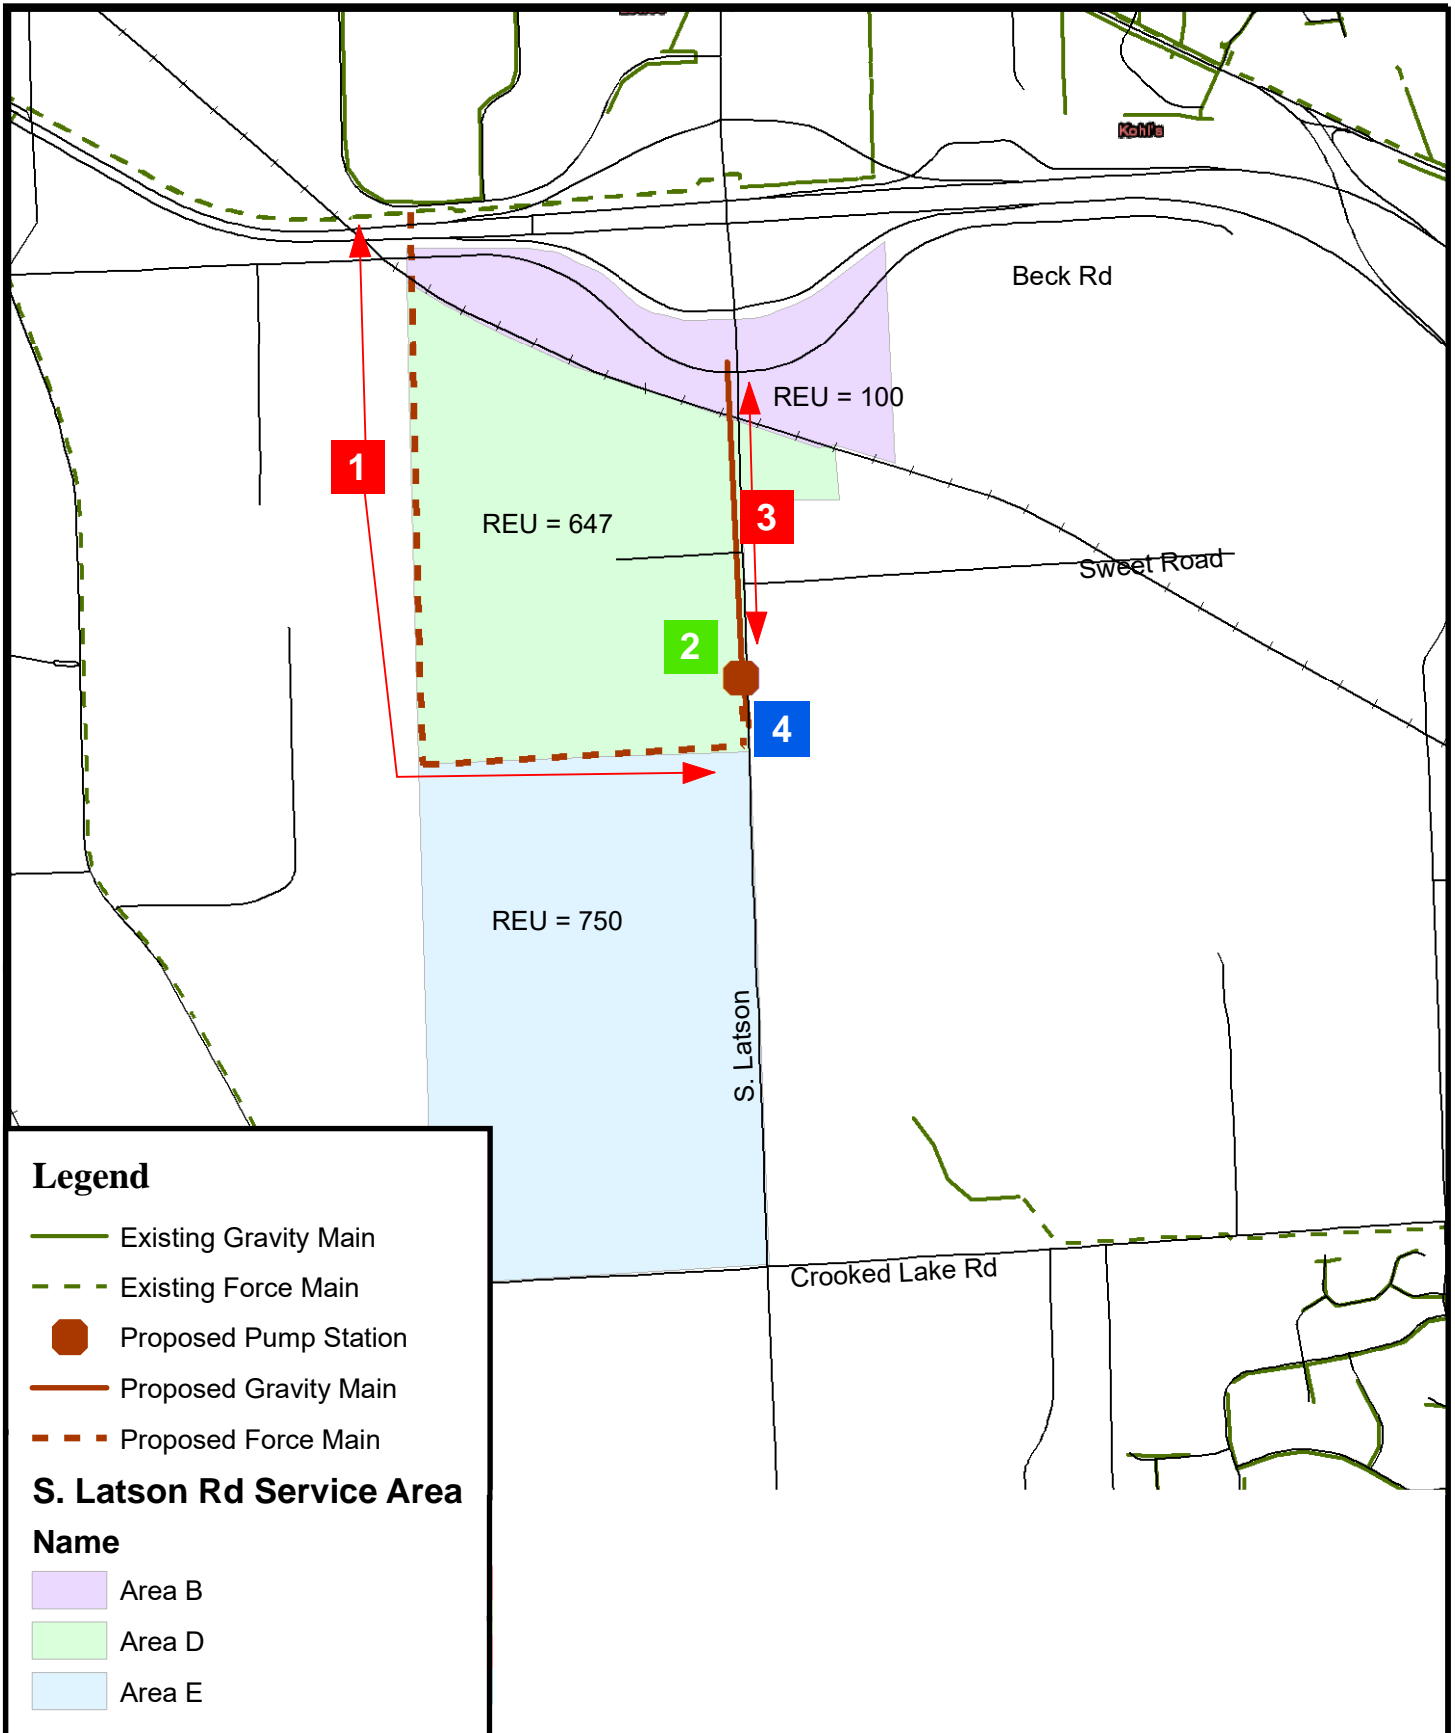 Kohl's
Beck Rd
REU = 100
1
3
REU = 647
Sweet Road
2
4
REU = 750
S. Latson
Crooked Lake Rd
Legend
Existing Gravity Main
Existing Force Main
Proposed Pump Station
Proposed Gravity Main
Proposed Force Main
S. Latson Rd Service Area
Name
Area B
Area D
Area E